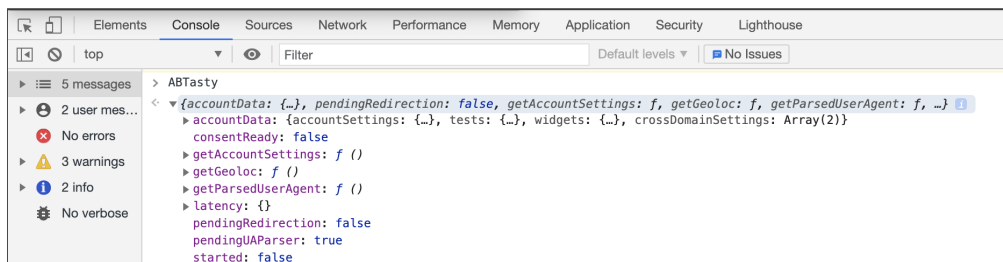 Elements Console Sources Network Performance Memory Application Security Lighthouse
top Filter Default levels ▼ No Issues
5 messages
2 user mes...
No errors
3 warnings
2 info
No verbose
> ABTasty
{accountData: {…}, pendingRedirection: false, getAccountSettings: ƒ, getGeoloc: ƒ, getParsedUserAgent: ƒ, …} i
accountData: {accountSettings: {…}, tests: {…}, widgets: {…}, crossDomainSettings: Array(2)}
consentReady: false
getAccountSettings: ƒ ()
getGeoloc: ƒ ()
getParsedUserAgent: ƒ ()
latency: {}
pendingRedirection: false
pendingUAParser: true
started: false